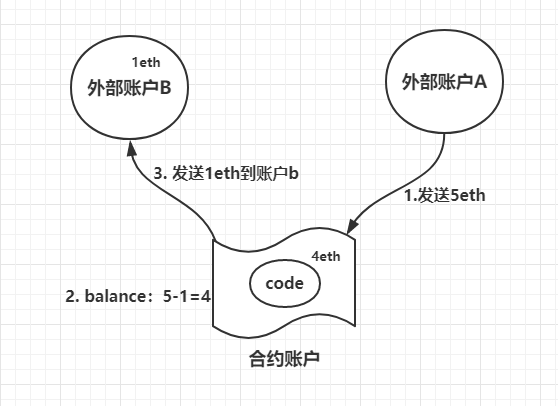 1eth
外部账户B
外部账户A
3. 发送1eth到账户b
1.发送5eth
4eth
code
2. balance：5-1=4
合约账户